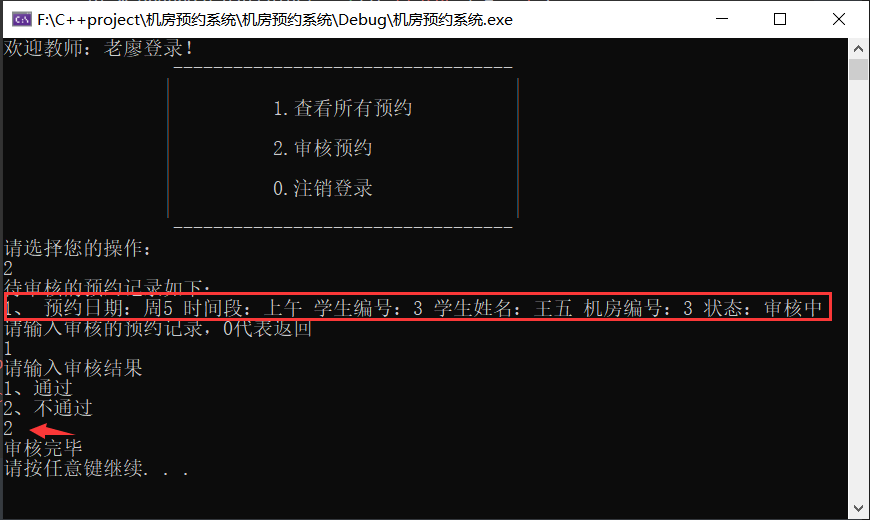 F:\C++project\机房预约系统\机房预约系统\Debug\机房预约系统.exe
欢迎教师：老廖登录！
----------------------------------
1.查看所有预约
2.审核预约
0.注销登录
----------------------------------
请选择您的操作：
2
待审核的预约记录如下：
1、 预约日期：周5 时间段：上午 学生编号：3 学生姓名：王五 机房编号：3 状态：审核中
请输入审核的预约记录，0代表返回
1
请输入审核结果
1、通过
2、不通过
2
审核完毕
请按任意键继续. . .